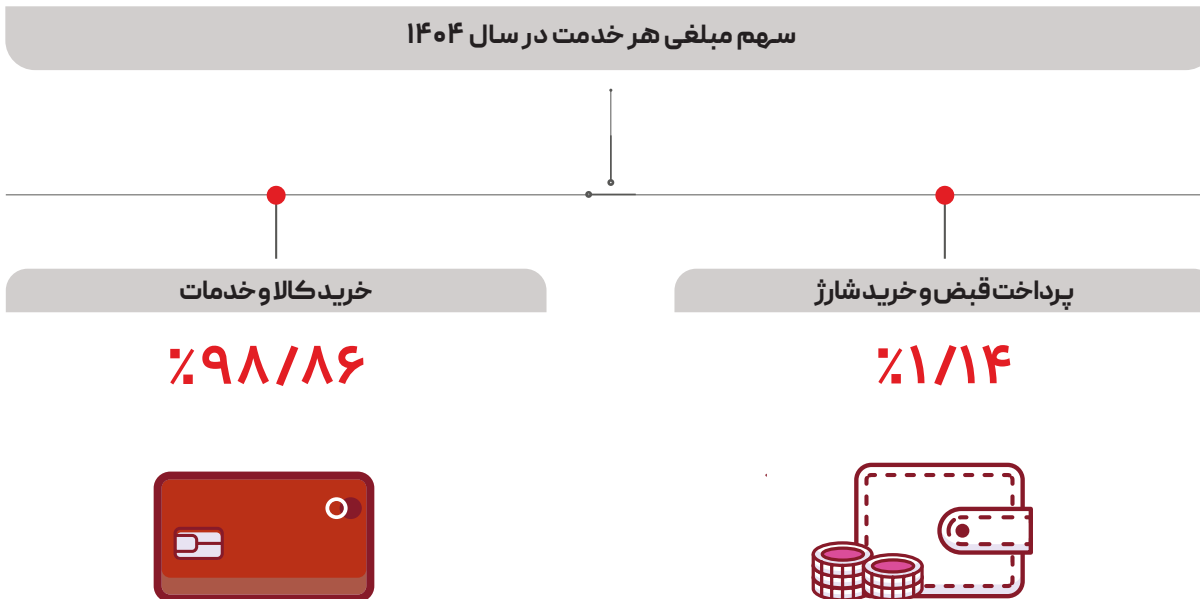 سهم مبلغی هر خدمت در سال ۱۴۰۴
پرداخت قبض و خرید شارژ
٪۱/۱۴
خرید کالا و خدمات
٪۹۸/۸۶